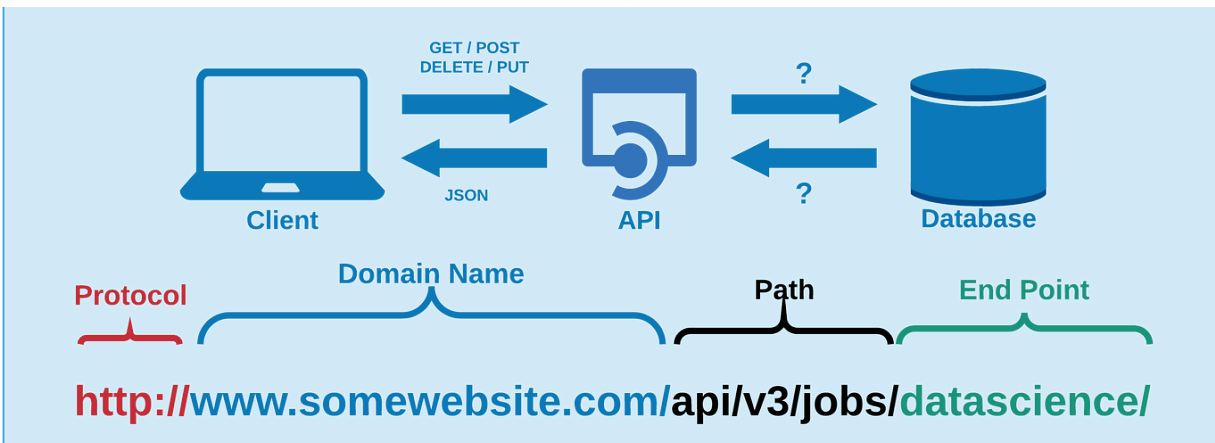 GET / POST
DELETE / PUT
?
JSON
?
Client
API
Database
Domain Name
Protocol
Path
End Point
http://www.somewebsite.com/api/v3/jobs/datascience/